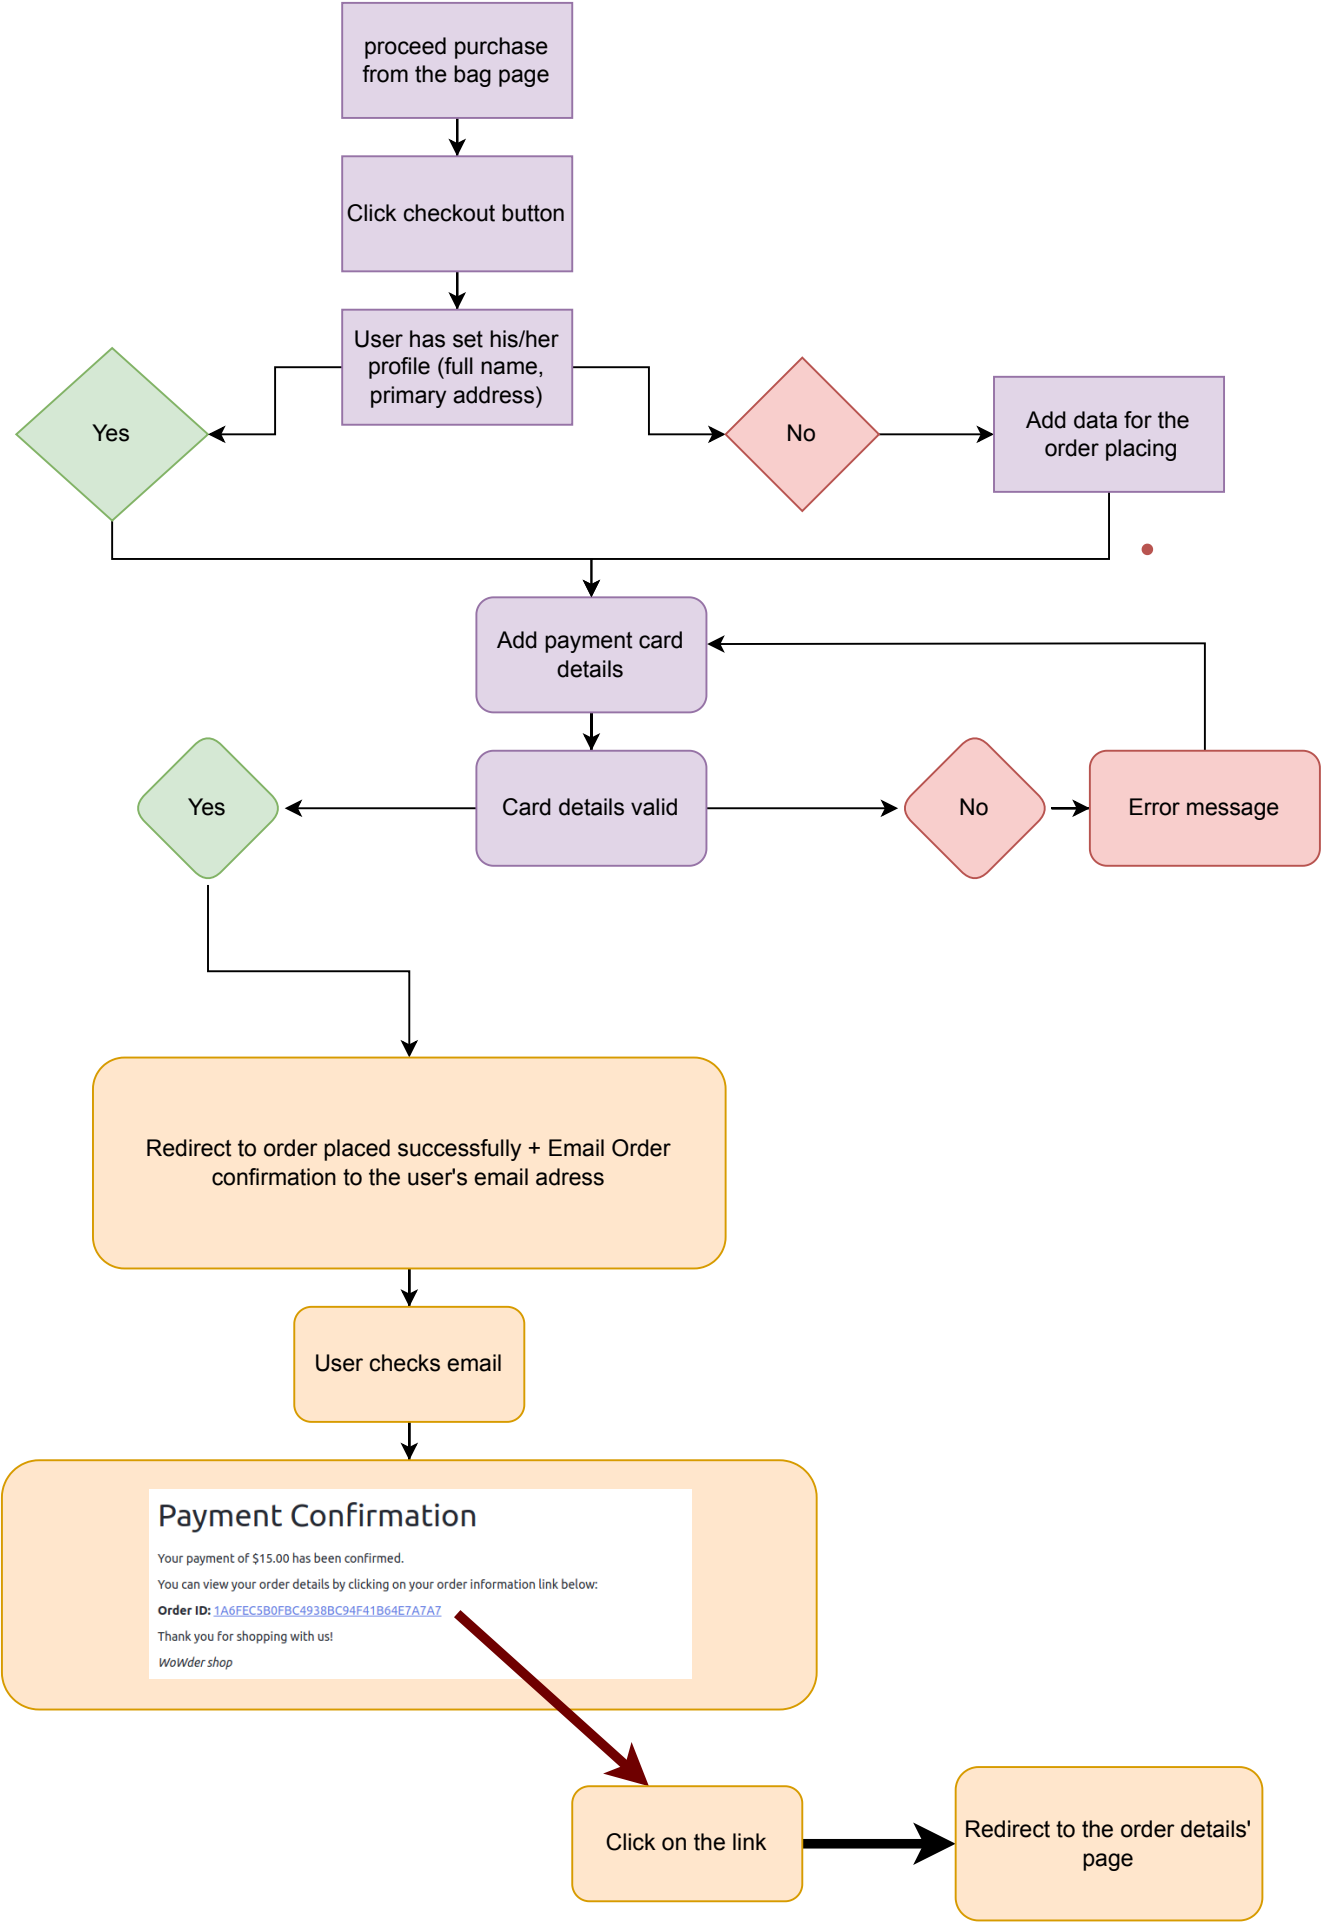 proceed purchase
from the bag page
Click checkout button
User has set his/her
profile (full name,
primary address)
Yes
No
Add data for the
order placing
Add payment card
details
Yes
Card details valid
No
Error message
Redirect to order placed successfully + Email Order
confirmation to the user's email adress
User checks email
Payment Confirmation
Your payment of $15.00 has been confirmed.
You can view your order details by clicking on your order information link below:
Order ID: 1A6FEC5B0FBC4938BC94F41B64E7A7A7
Thank you for shopping with us!
WoWder shop
Click on the link
Redirect to the order details'
page